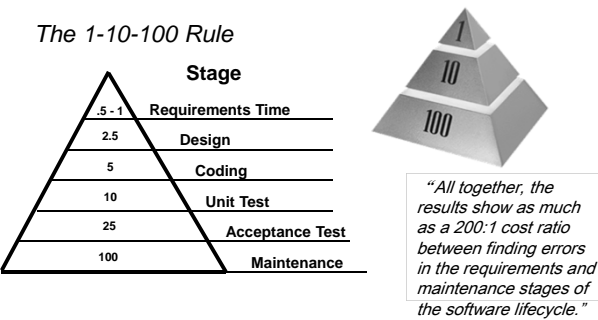 The 1-10-100 Rule
Stage
.5 - 1 Requirements Time
2.5 Design
5 Coding
10 Unit Test
25 Acceptance Test
100 Maintenance
1
10
100
“All together, the
results show as much
as a 200:1 cost ratio
between finding errors
in the requirements and
maintenance stages of
the software lifecycle.”